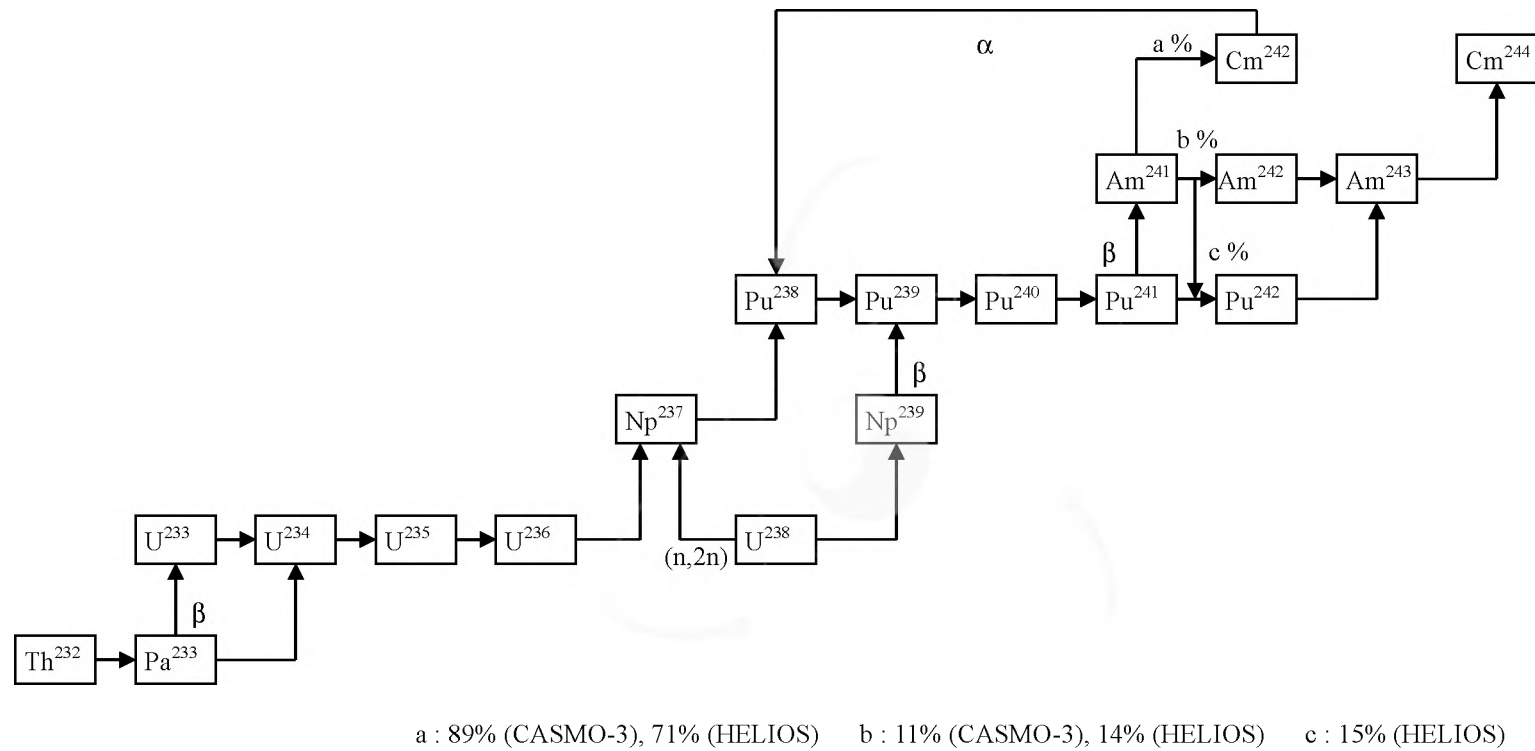 α
a %
Cm²⁴²
Cm²⁴⁴
b %
Am²⁴¹
Am²⁴²
Am²⁴³
β
c %
Pu²³⁸
Pu²³⁹
Pu²⁴⁰
Pu²⁴¹
Pu²⁴²
β
Np²³⁷
Np²³⁹
U²³³
U²³⁴
U²³⁵
U²³⁶
(n,2n)
U²³⁸
β
Th²³²
Pa²³³
a : 89% (CASMO-3), 71% (HELIOS) b : 11% (CASMO-3), 14% (HELIOS) c : 15% (HELIOS)